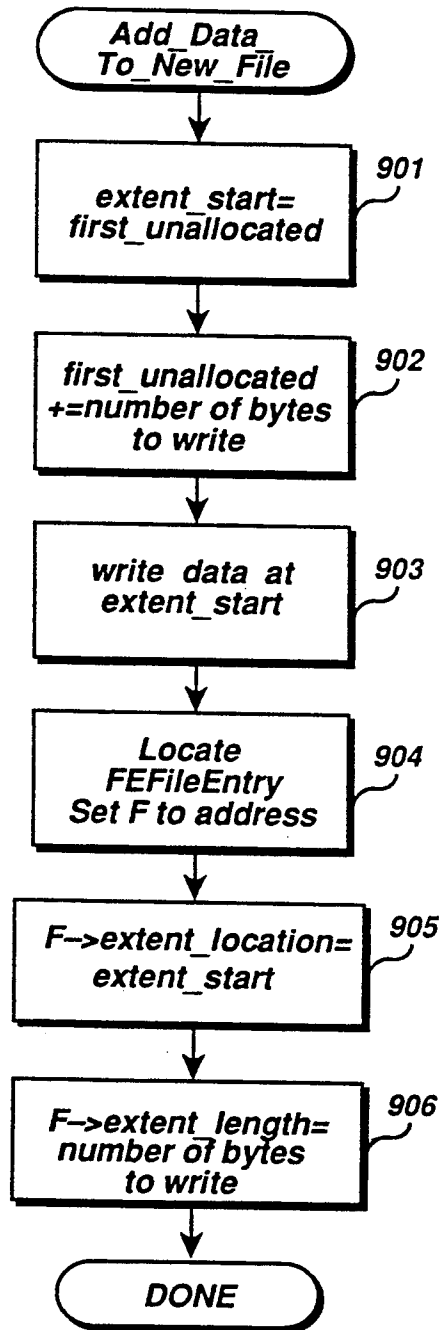 Add_Data_
To_New_File
901
extent_start=
first_unallocated
902
first_unallocated
+=number of bytes
to write
903
write data at
extent_start
904
Locate
FEFileEntry
Set F to address
905
F->extent_location=
extent_start
906
F->extent_length=
number of bytes
to write
DONE